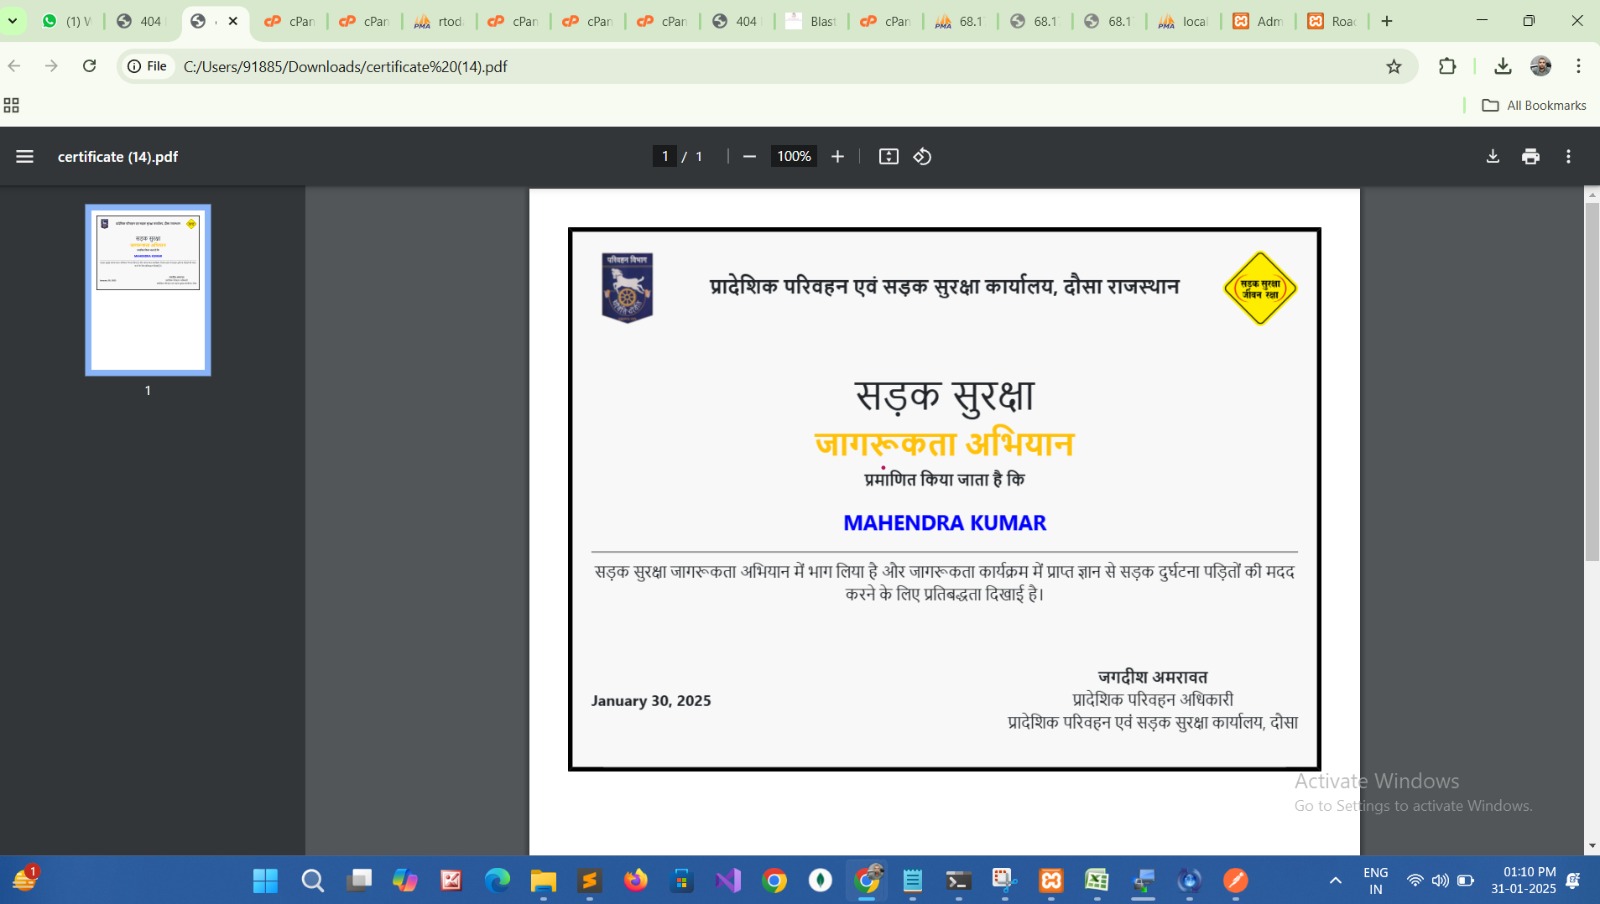 (1) W
404
cPan
cPan
rtod
cPan
cPan
cPan
404
Blast
cPan
68.1
68.1
68.1
local
Adm
Road
File
C:/Users/91885/Downloads/certificate%20(14).pdf
All Bookmarks
certificate (14).pdf
1 / 1
100%
1
परिवहन विभाग
प्रादेशिक परिवहन एवं सड़क सुरक्षा कार्यालय, दौसा राजस्थान
सड़क सुरक्षा
जीवन रक्षा
सड़क सुरक्षा
जागरूकता अभियान
प्रमाणित किया जाता है कि
MAHENDRA KUMAR
सड़क सुरक्षा जागरूकता अभियान में भाग लिया है और जागरूकता कार्यक्रम में प्राप्त ज्ञान से सड़क दुर्घटना पड़ितों की मदद
करने के लिए प्रतिबद्धता दिखाई है।
जगदीश अमरावत
प्रादेशिक परिवहन अधिकारी
January 30, 2025
प्रादेशिक परिवहन एवं सड़क सुरक्षा कार्यालय, दौसा
Activate Windows
Go to Settings to activate Windows.
1
ENG
IN
01:10 PM
31-01-2025